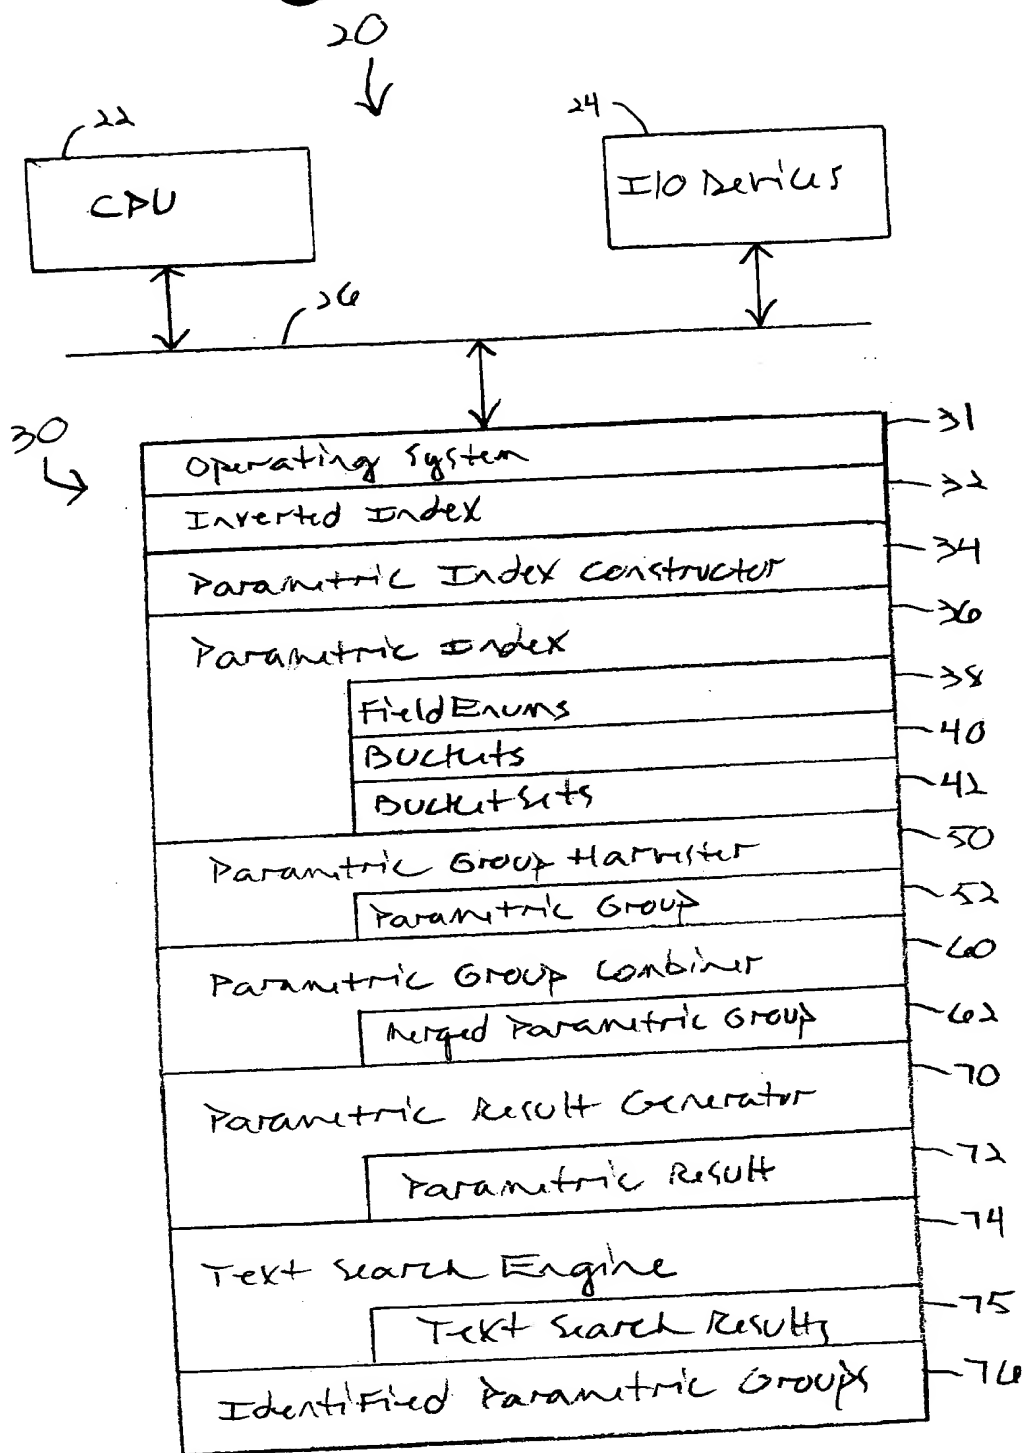 20
22
24
CPU
I/O Devices
26
30
Operating System
31
Inverted Index
32
Parametric Index Constructor
34
Parametric Index
36
FieldEnums
38
Buckets
40
BucketSets
42
Parametric Group Harvester
50
Parametric Group
52
Parametric Group Combiner
60
Merged Parametric Group
62
Parametric Result Generator
70
Parametric Result
72
Text Search Engine
74
Text Search Results
75
Identified Parametric Groups
76